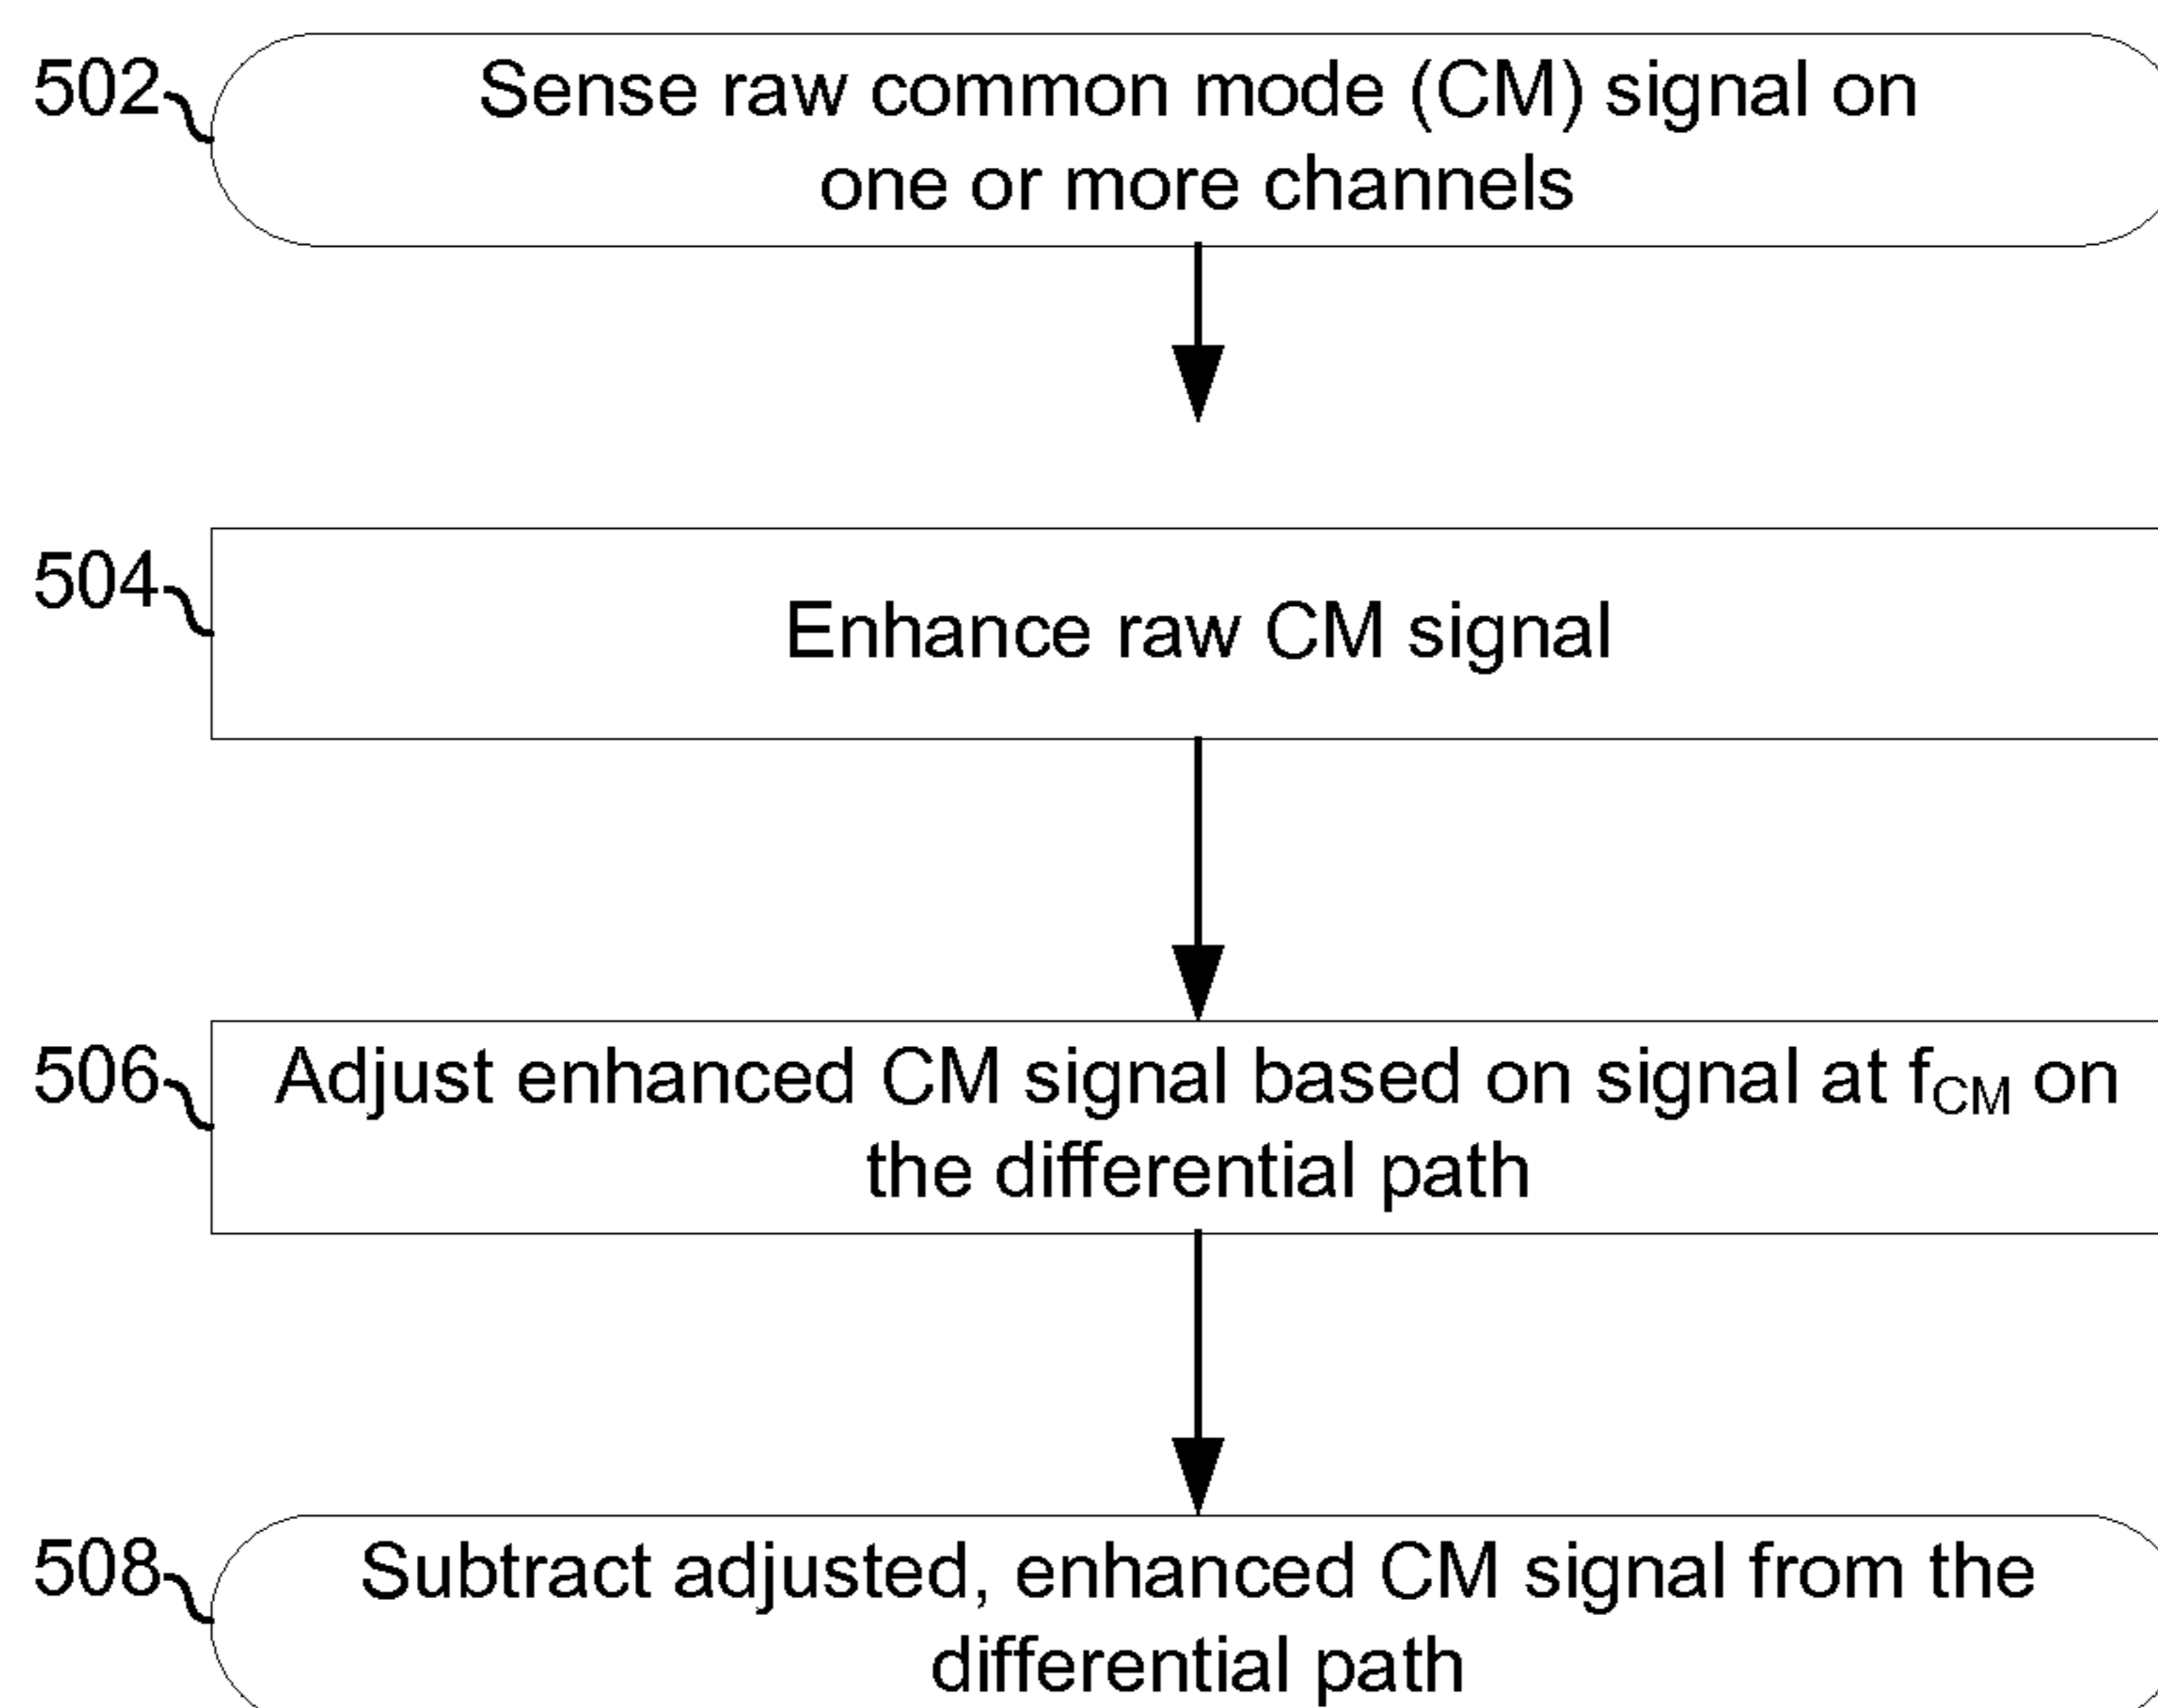 502
Sense raw common mode (CM) signal on
one or more channels
504
Enhance raw CM signal
506
Adjust enhanced CM signal based on signal at fCM on
the differential path
508
Subtract adjusted, enhanced CM signal from the
differential path